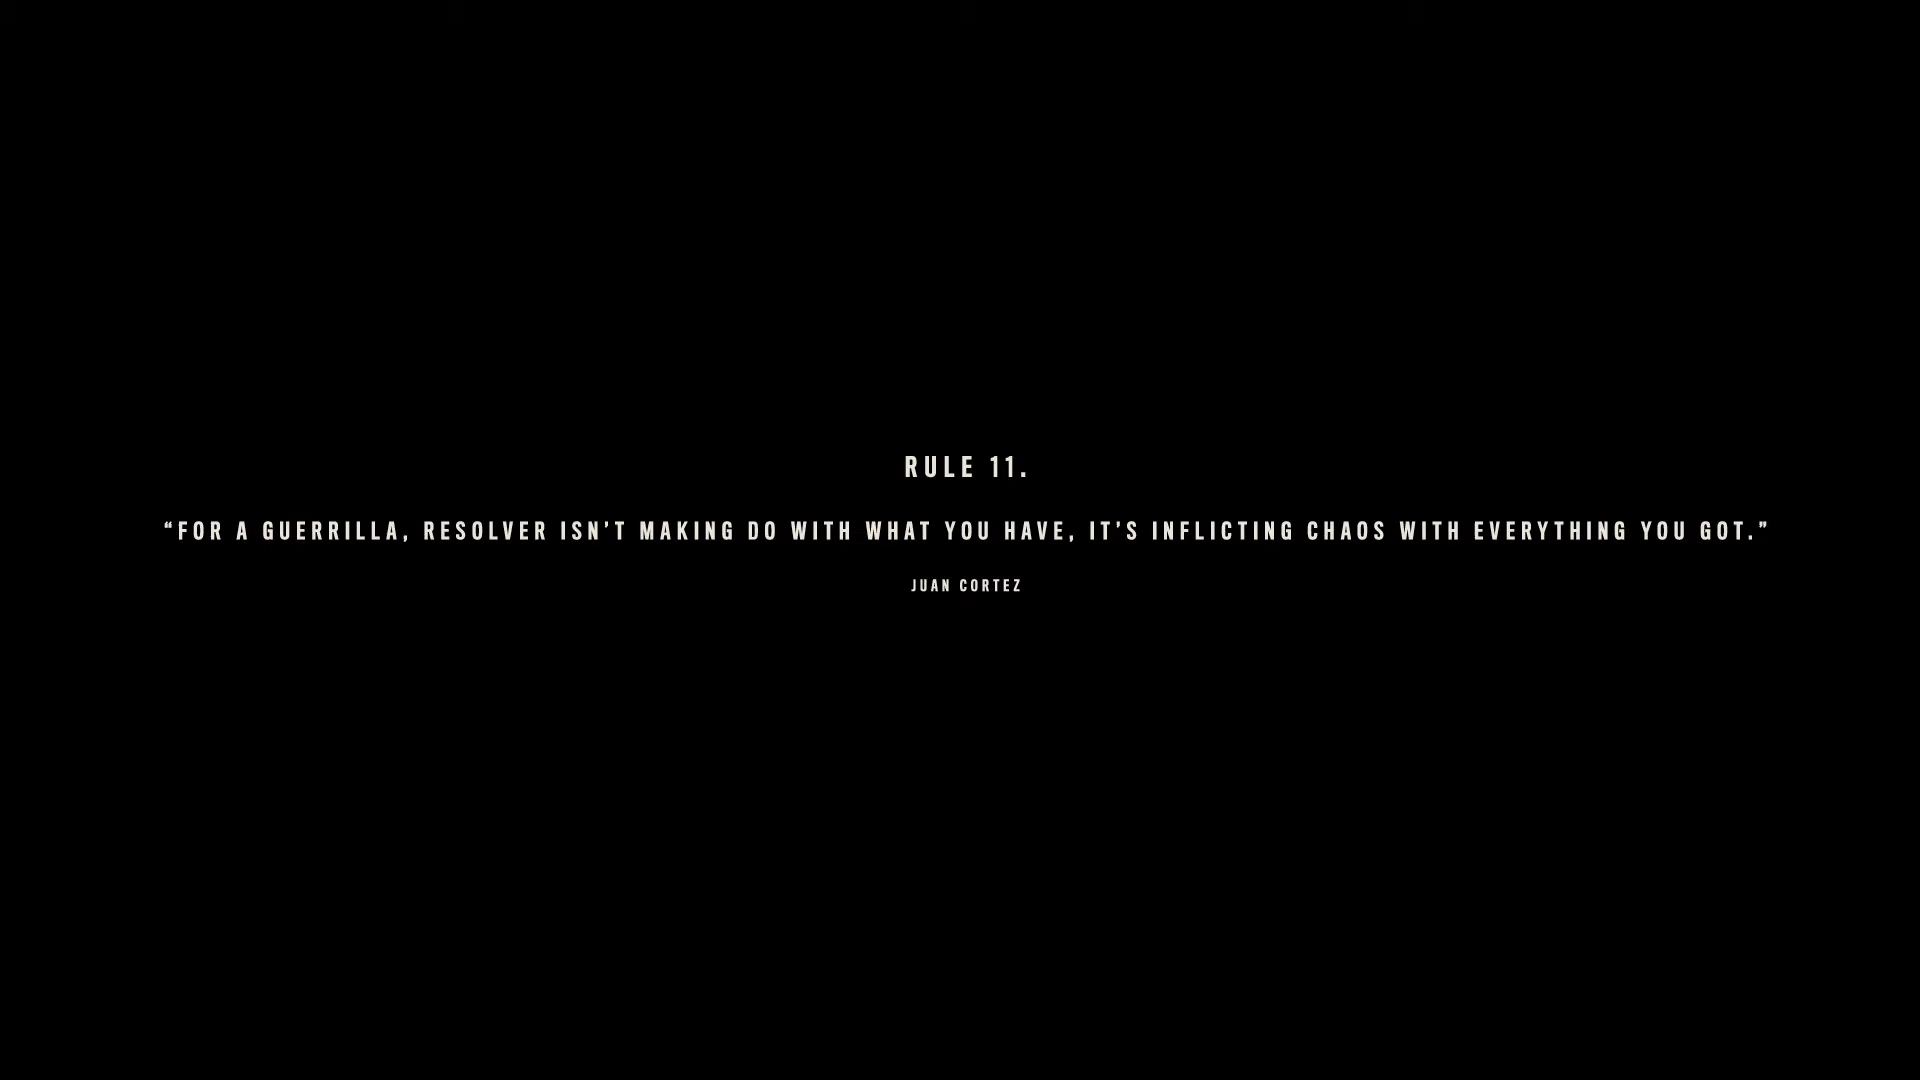 RULE 11.
“FOR A GUERRILLA, RESOLVER ISN’T MAKING DO WITH WHAT YOU HAVE, IT’S INFLICTING CHAOS WITH EVERYTHING YOU GOT.”
JUAN CORTEZ